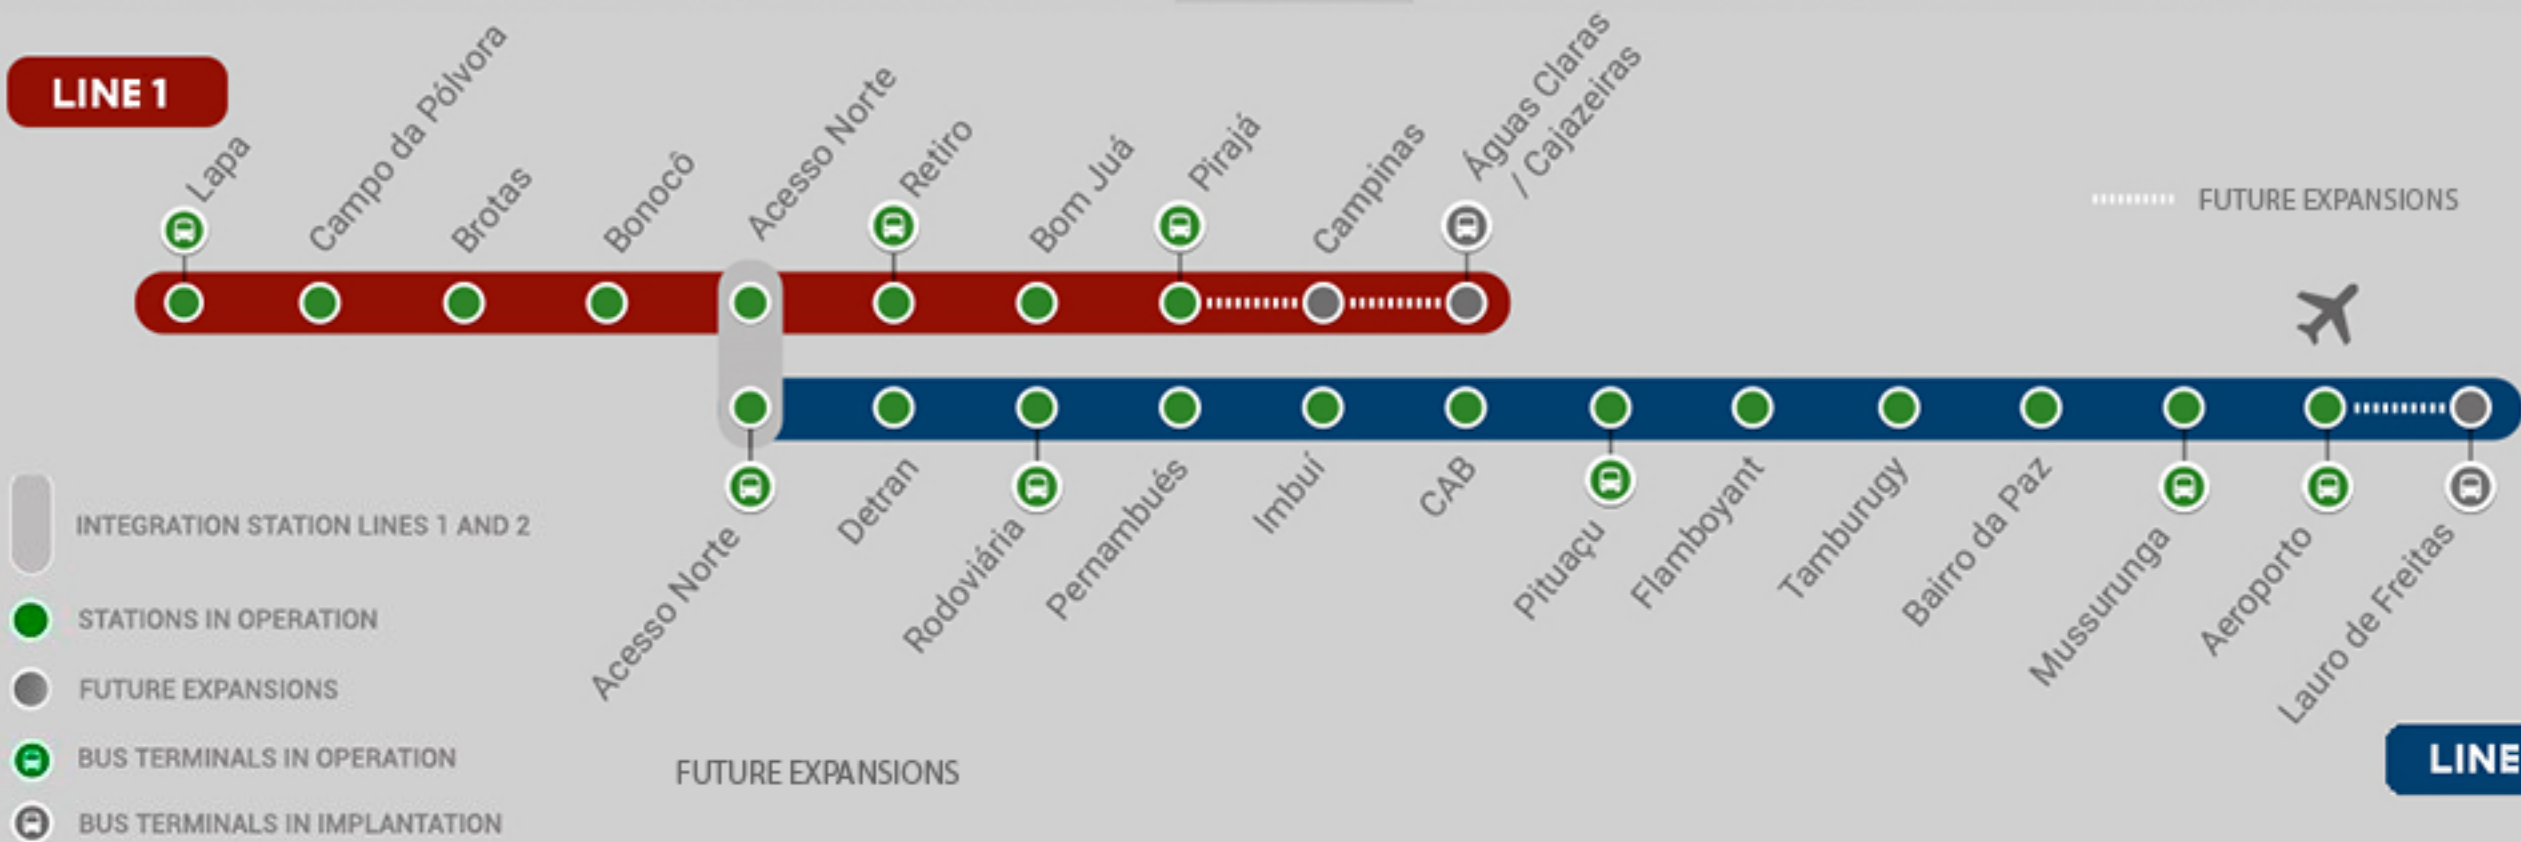 LINE 1
Lapa
Campo da Pólvora
Brotas
Bonocô
Acesso Norte
Retiro
Bom Juá
Pirajá
Campinas
Águas Claras
/ Cajazeiras
FUTURE EXPANSIONS
Acesso Norte
Detran
Rodoviária
Pernambués
Imbuí
CAB
Pituaçu
Flamboyant
Tamburugy
Bairro da Paz
Mussurunga
Aeroporto
Lauro de Freitas
INTEGRATION STATION LINES 1 AND 2
STATIONS IN OPERATION
FUTURE EXPANSIONS
BUS TERMINALS IN OPERATION
BUS TERMINALS IN IMPLANTATION
FUTURE EXPANSIONS
LINE